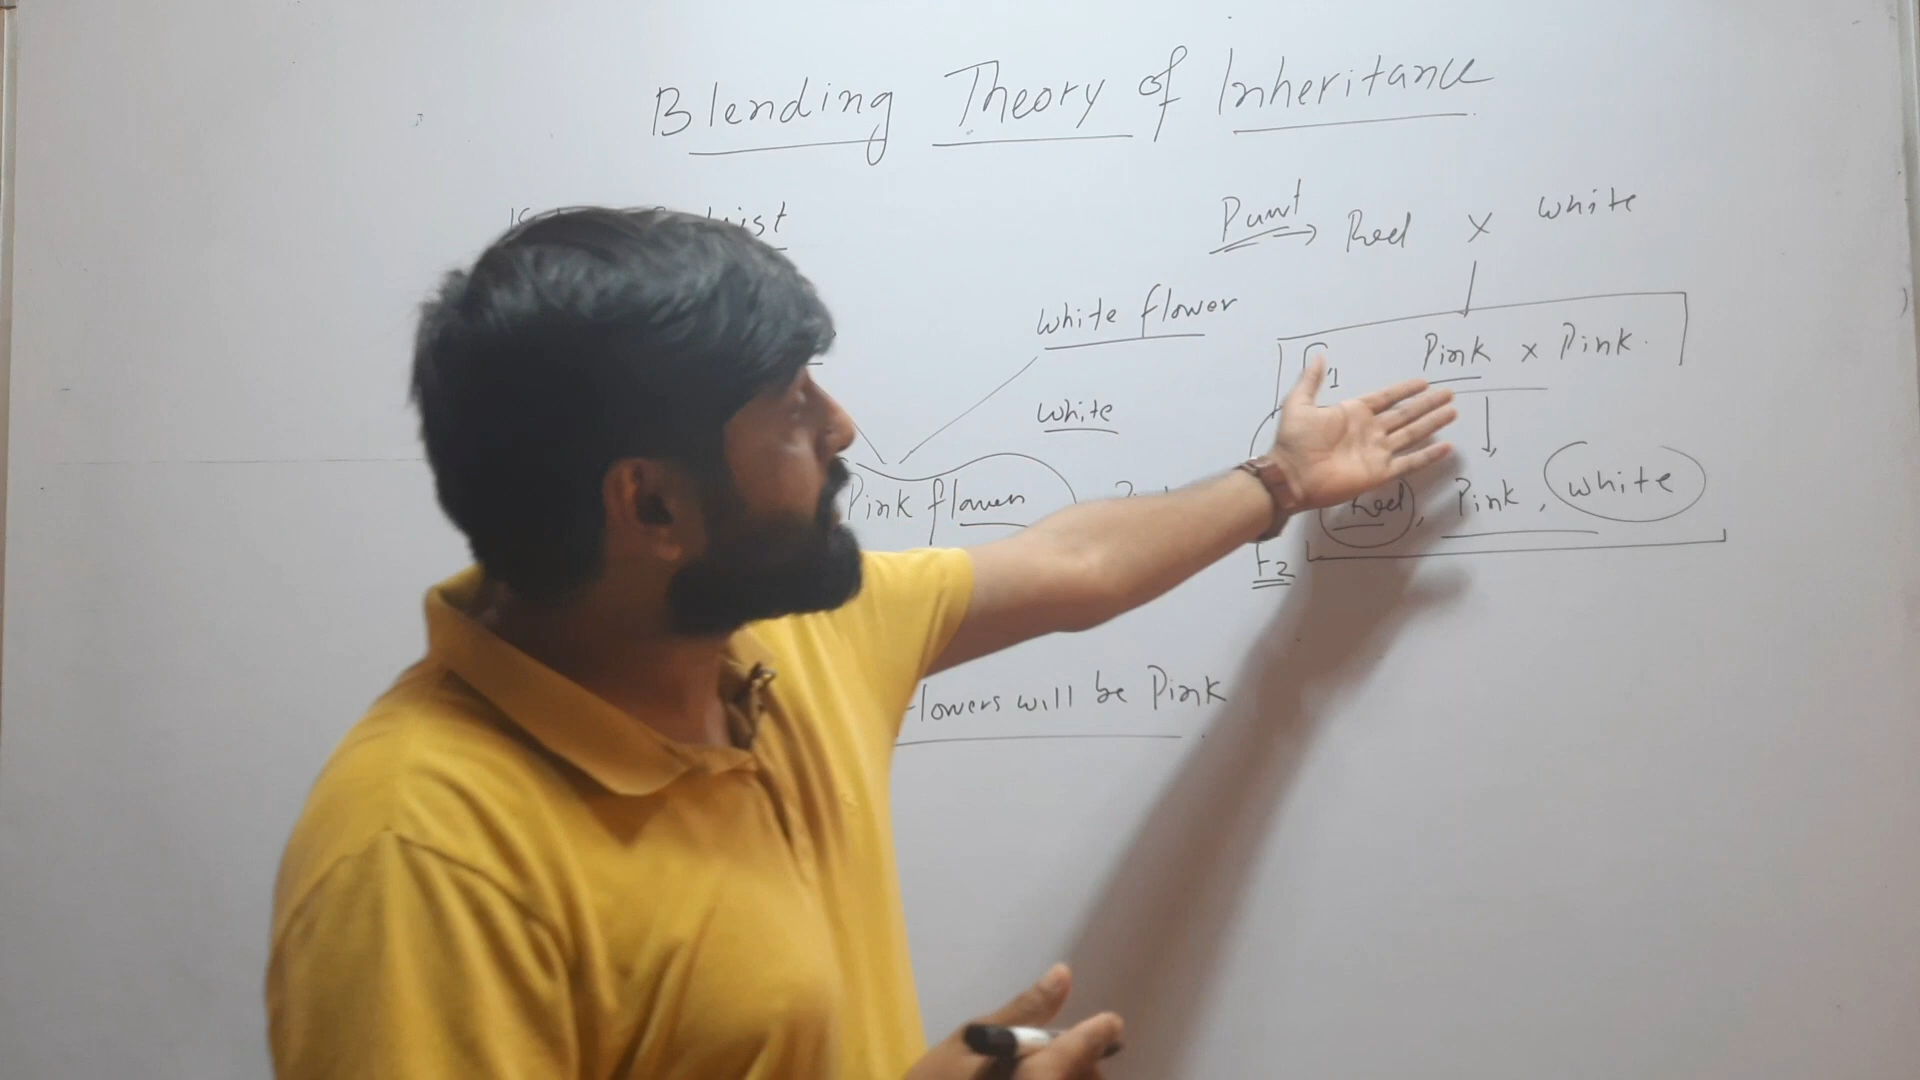 Blending Theory of Inheritance
Red x white
white flower
F1 Pink x Pink.
white
Pink flower
Red, Pink, white
F2
flowers will be Pink